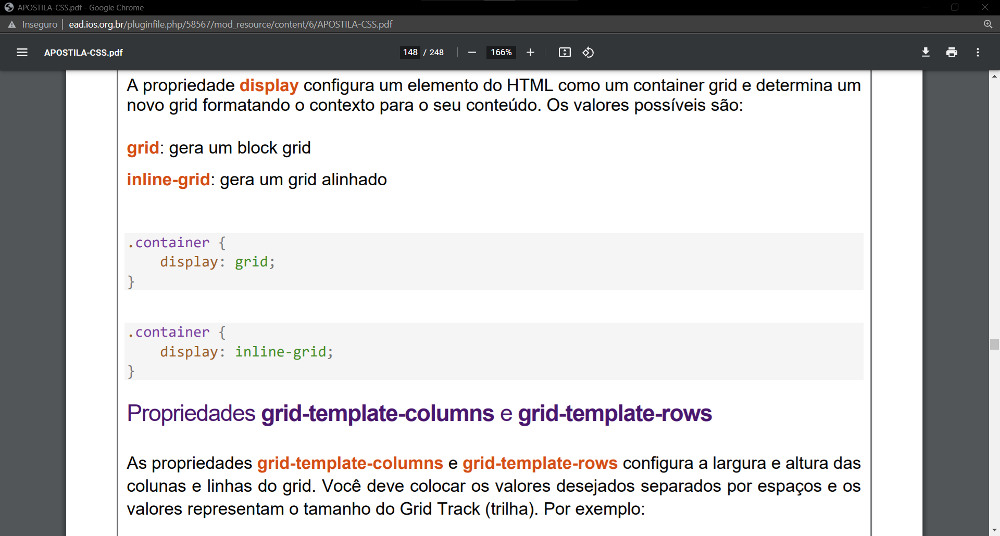 APOSTILA-CSS.pdf - Google Chrome
Inseguro | ead.ios.org.br/pluginfile.php/58567/mod_resource/content/6/APOSTILA-CSS.pdf
APOSTILA-CSS.pdf 148 / 248 166%
A propriedade display configura um elemento do HTML como um container grid e determina um
novo grid formatando o contexto para o seu conteúdo. Os valores possíveis são:
grid: gera um block grid
inline-grid: gera um grid alinhado
.container {
    display: grid;
}
.container {
    display: inline-grid;
}
Propriedades grid-template-columns e grid-template-rows
As propriedades grid-template-columns e grid-template-rows configura a largura e altura das
colunas e linhas do grid. Você deve colocar os valores desejados separados por espaços e os
valores representam o tamanho do Grid Track (trilha). Por exemplo: